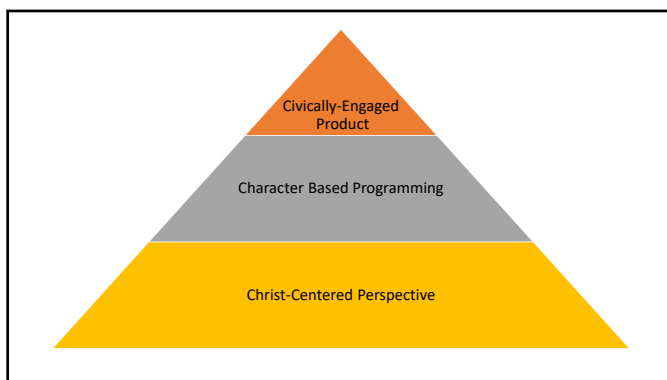 Civically-Engaged
Product
Character Based Programming
Christ-Centered Perspective